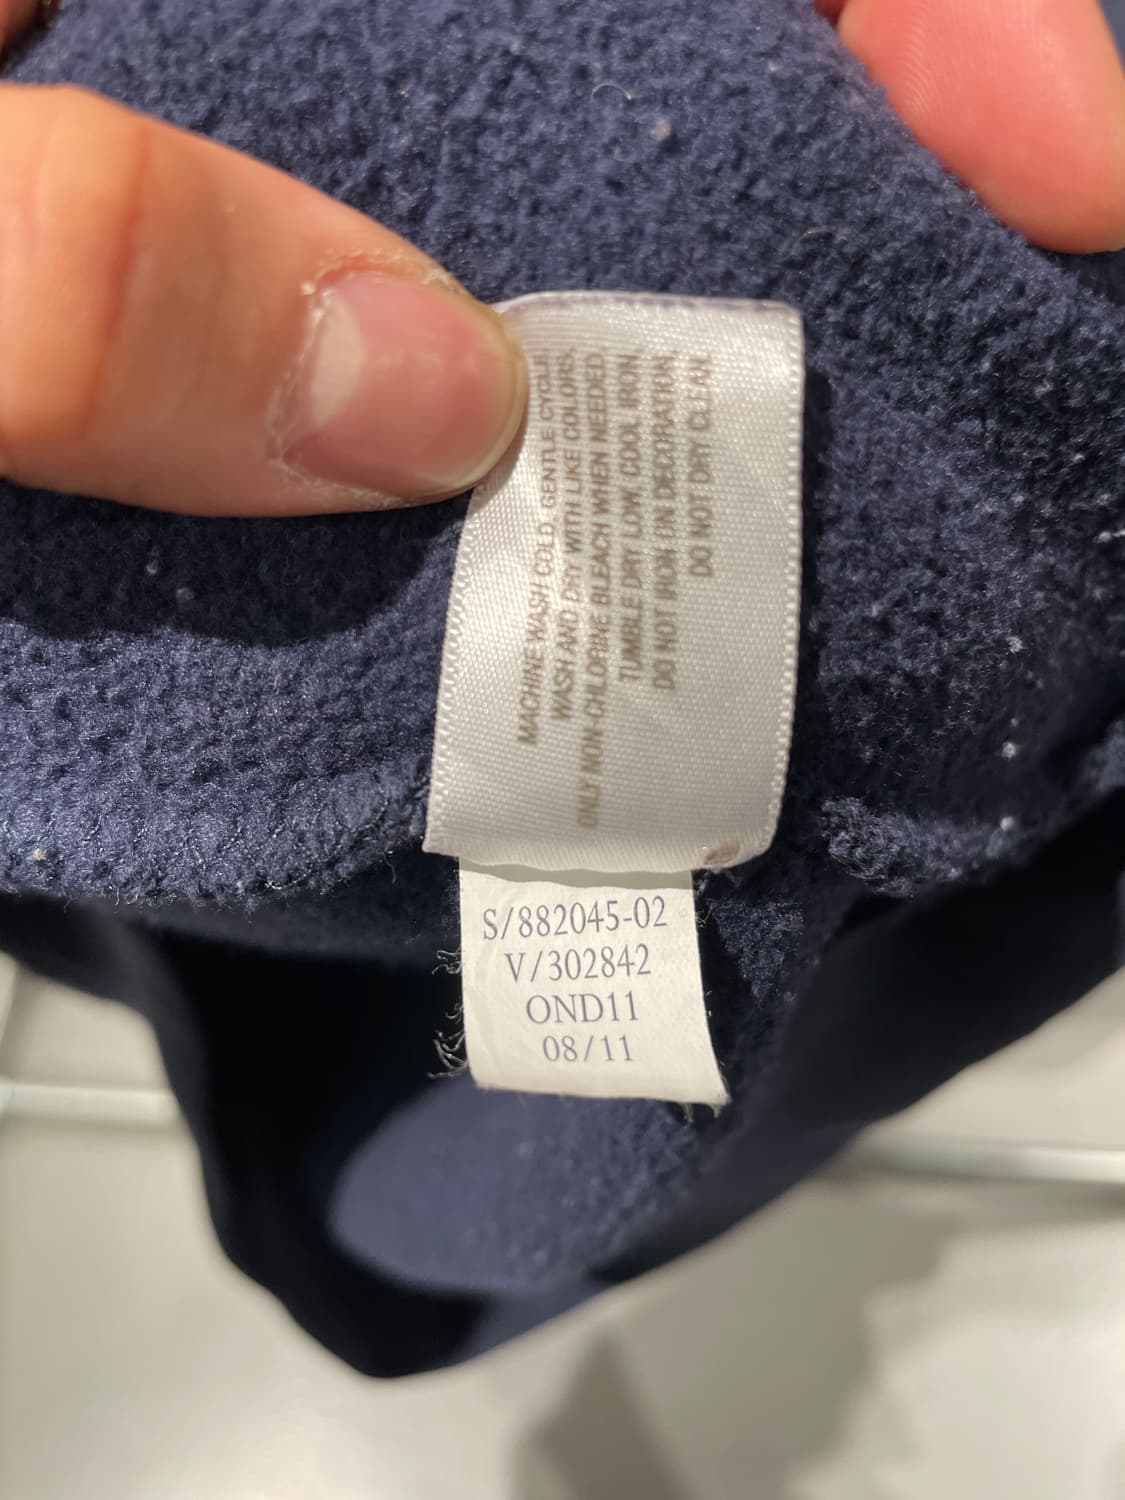 MACHINE WASH COLD, GENTLE CYCLE.
WASH AND DRY WITH LIKE COLORS.
ONLY NON-CHLORINE BLEACH WHEN NEEDED.
TUMBLE DRY LOW, COOL IRON.
DO NOT IRON ON DECORATION.
DO NOT DRY CLEAN
S/882045-02
V/302842
OND11
08/11